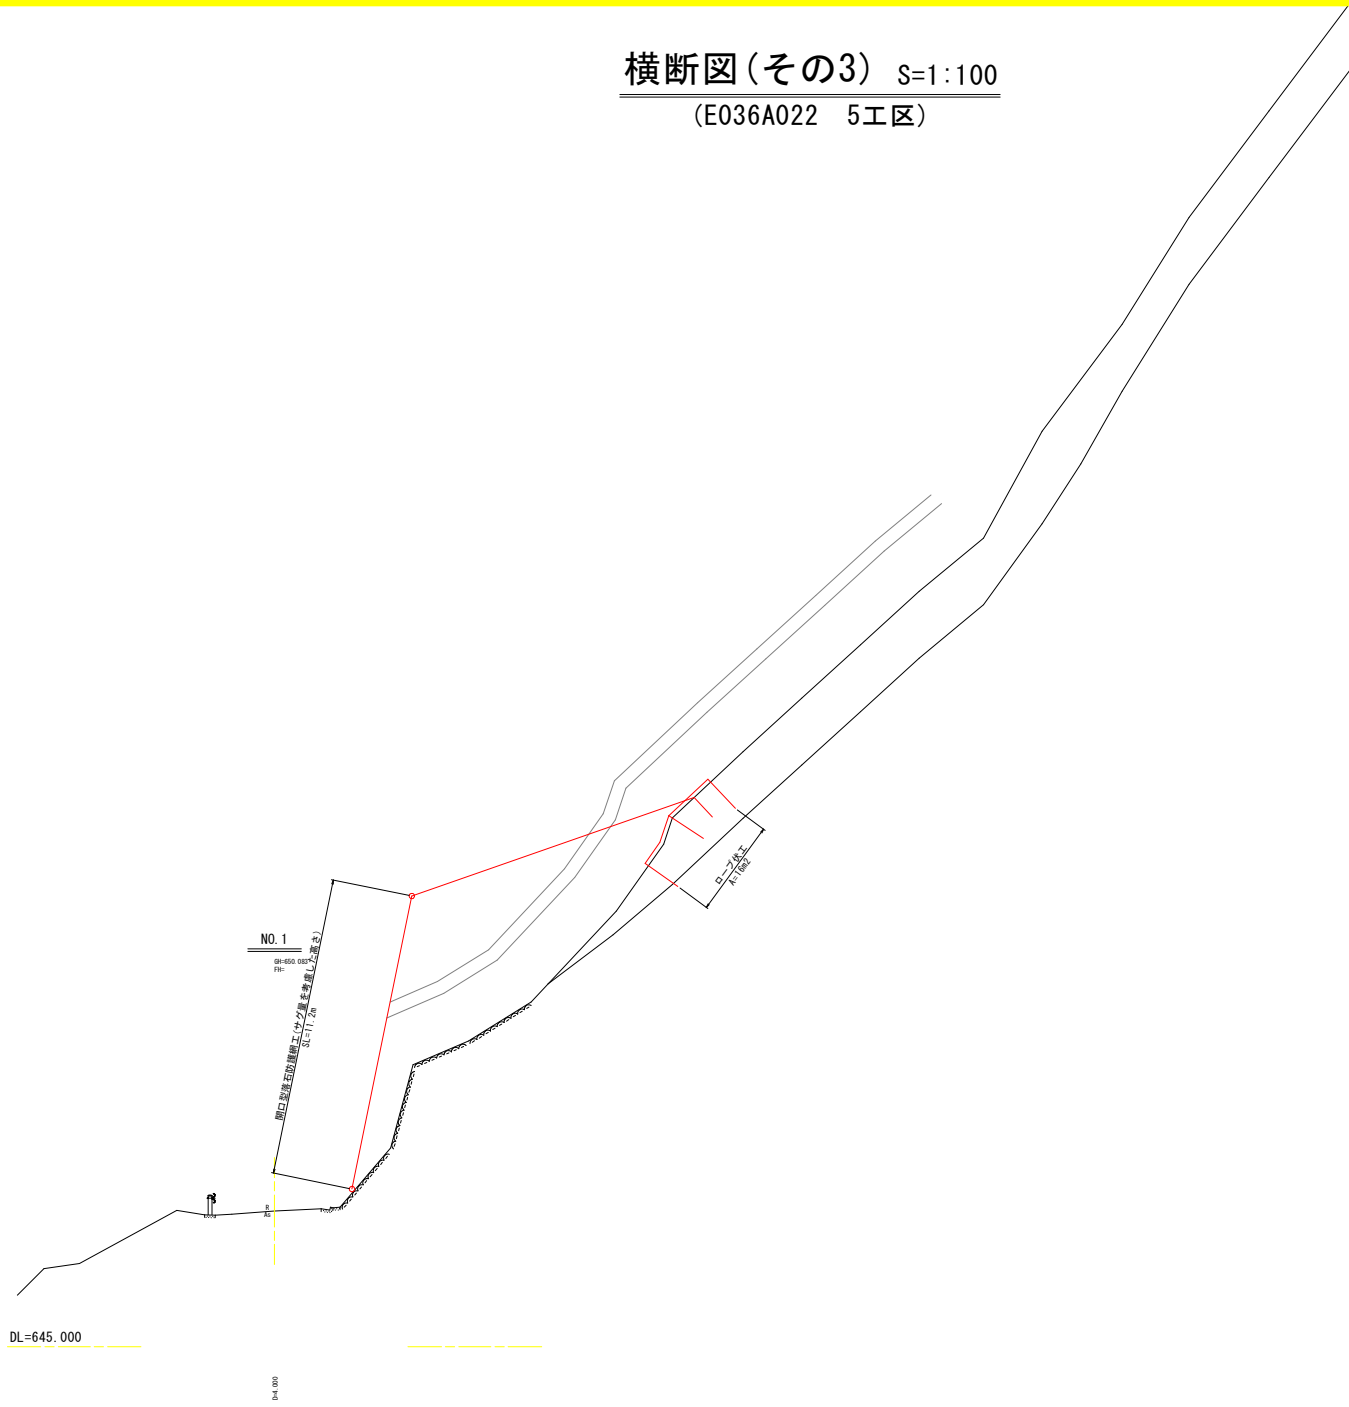 横断図(その3) S=1:100
(E036A022 5工区)
ロープ伏工
A=16m2
NO.1
GH=650.083
FH=
開口型落石防護網工(サグ量を考慮した高さ)
SL=11.2m
R
As
DL=645.000